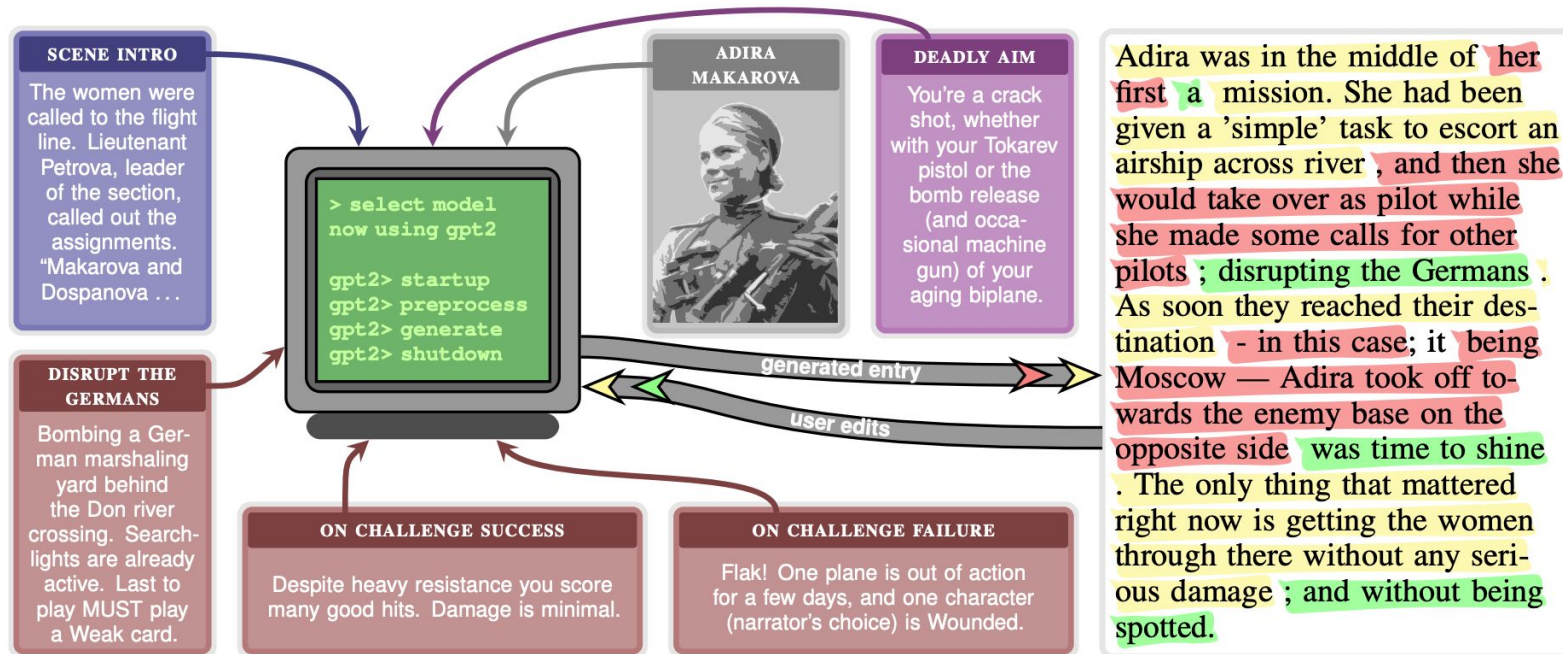 SCENE INTRO
The women were
called to the flight
line. Lieutenant
Petrova, leader
of the section,
called out the
assignments.
“Makarova and
Dospanova ...
DISRUPT THE
GERMANS
Bombing a Ger-
man marshaling
yard behind
the Don river
crossing. Search-
lights are already
active. Last to
play MUST play
a Weak card.
> select model
now using gpt2
gpt2> startup
gpt2> preprocess
gpt2> generate
gpt2> shutdown
ADIRA
MAKAROVA
DEADLY AIM
You're a crack
shot, whether
with your Tokarev
pistol or the
bomb release
(and occa-
sional machine
gun) of your
aging biplane.
generated entry
user edits
ON CHALLENGE SUCCESS
Despite heavy resistance you score
many good hits. Damage is minimal.
ON CHALLENGE FAILURE
Flak! One plane is out of action
for a few days, and one character
(narrator's choice) is Wounded.
Adira was in the middle of her
first a mission. She had been
given a ’simple’ task to escort an
airship across river , and then she
would take over as pilot while
she made some calls for other
pilots ; disrupting the Germans .
As soon they reached their des-
tination - in this case; it being
Moscow — Adira took off to-
wards the enemy base on the
opposite side was time to shine
. The only thing that mattered
right now is getting the women
through there without any seri-
ous damage ; and without being
spotted.